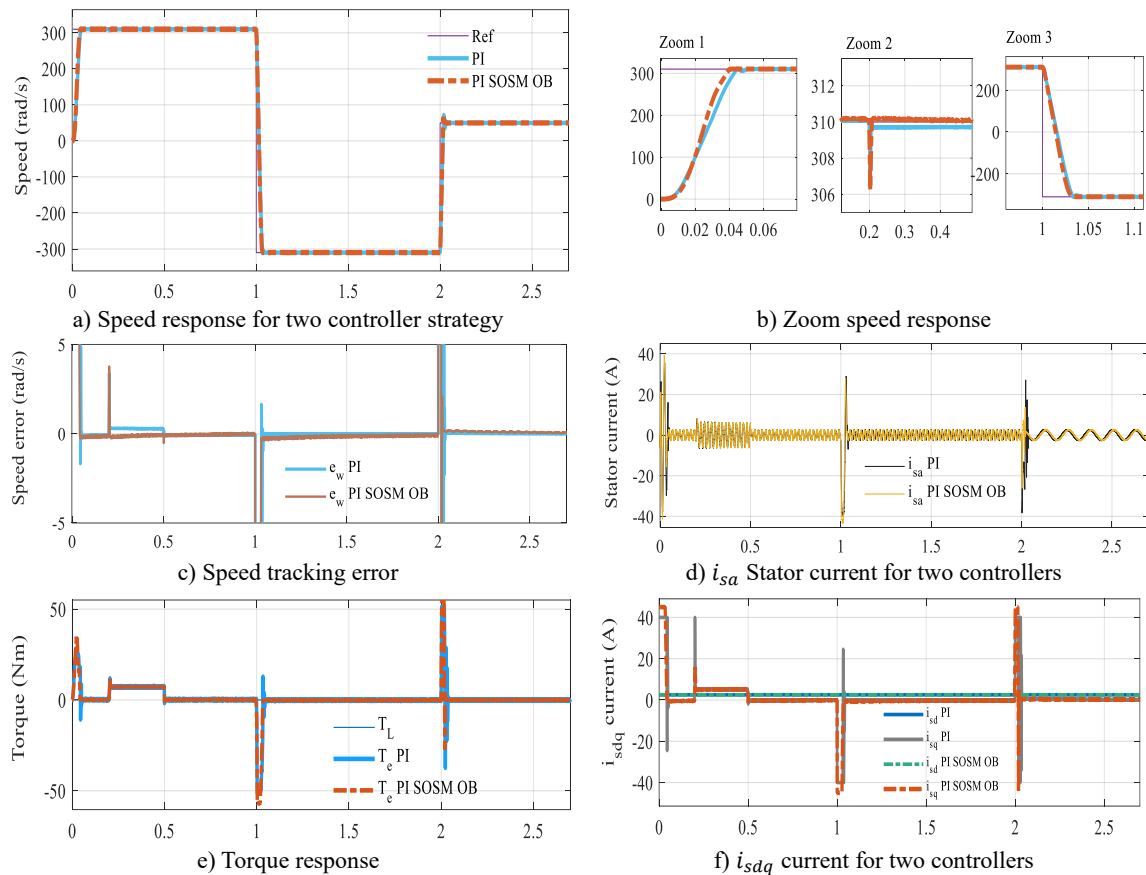 300
200
100
0
-100
-200
-300
Speed (rad/s)
Ref
PI
PI SOSM OB
0
0.5
1
1.5
2
2.5
a) Speed response for two controller strategy
Zoom 1
300
200
100
0
0
0.02
0.04
0.06
Zoom 2
312
310
308
306
0.2
0.3
0.4
Zoom 3
200
0
200
1
1.05
1.1
b) Zoom speed response
5
0
-5
Speed error (rad/s)
e_w PI
e_w PI SOSM OB
0
0.5
1
1.5
2
2.5
c) Speed tracking error
40
20
0
-20
-40
Stator current (A)
i_sa PI
i_sa PI SOSM OB
0
0.5
1
1.5
2
2.5
d) i_sa Stator current for two controllers
50
0
-50
Torque (Nm)
T_L
T_e PI
T_e PI SOSM OB
0
0.5
1
1.5
2
2.5
e) Torque response
40
20
0
-20
-40
i_sdq current (A)
i_sd PI
i_sq PI
i_sd PI SOSM OB
i_sq PI SOSM OB
0
0.5
1
1.5
2
2.5
f) i_sdq current for two controllers